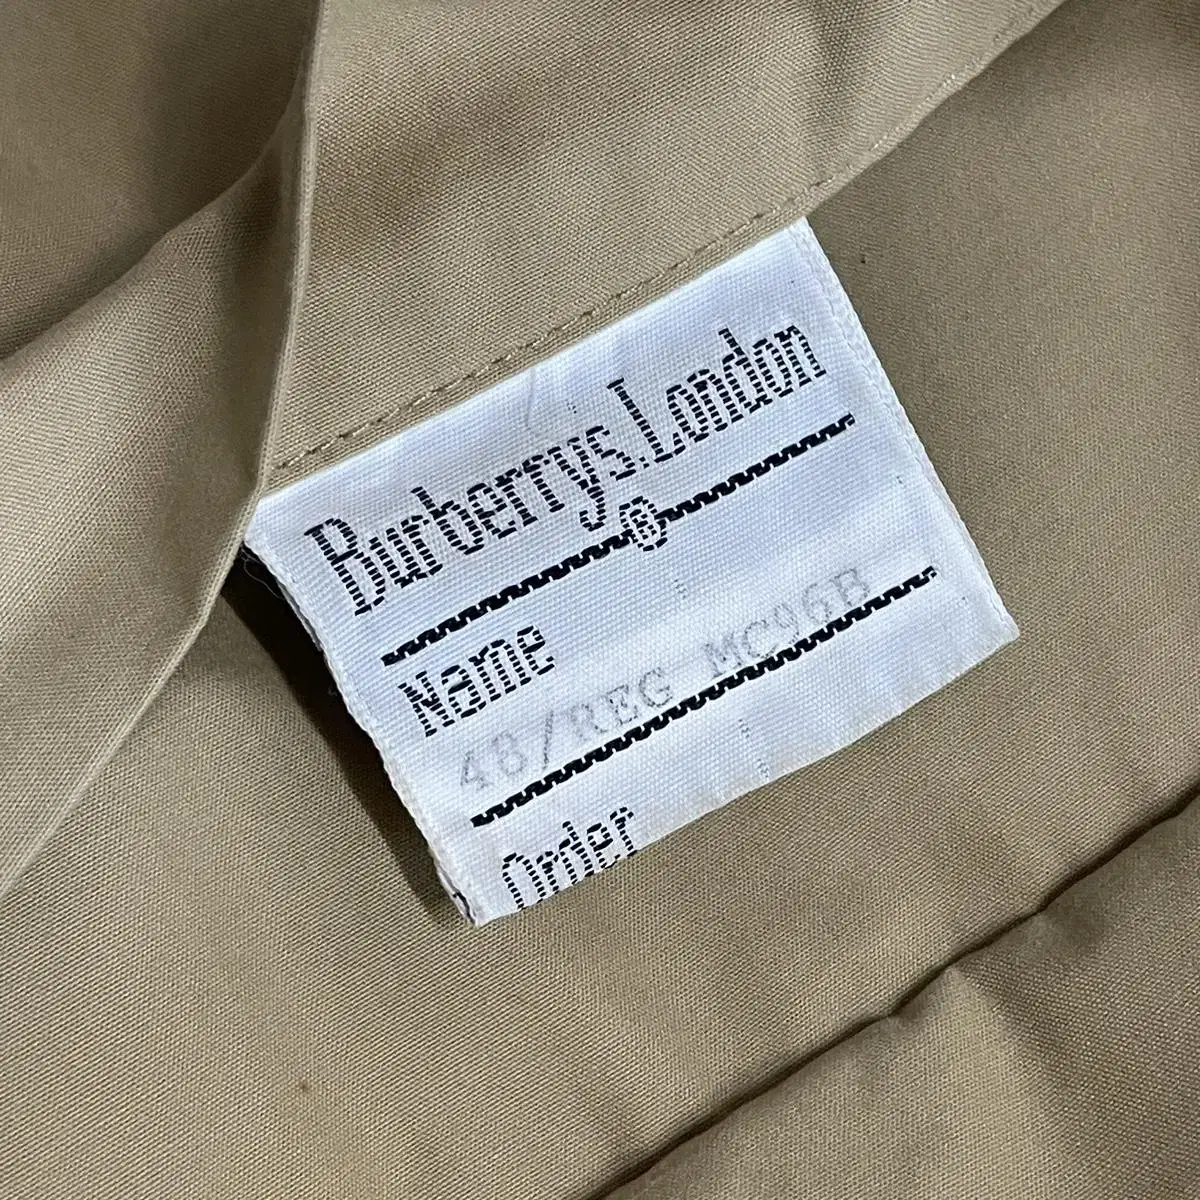 Burberrys.London
®
Name
48/REG MC96B
Order